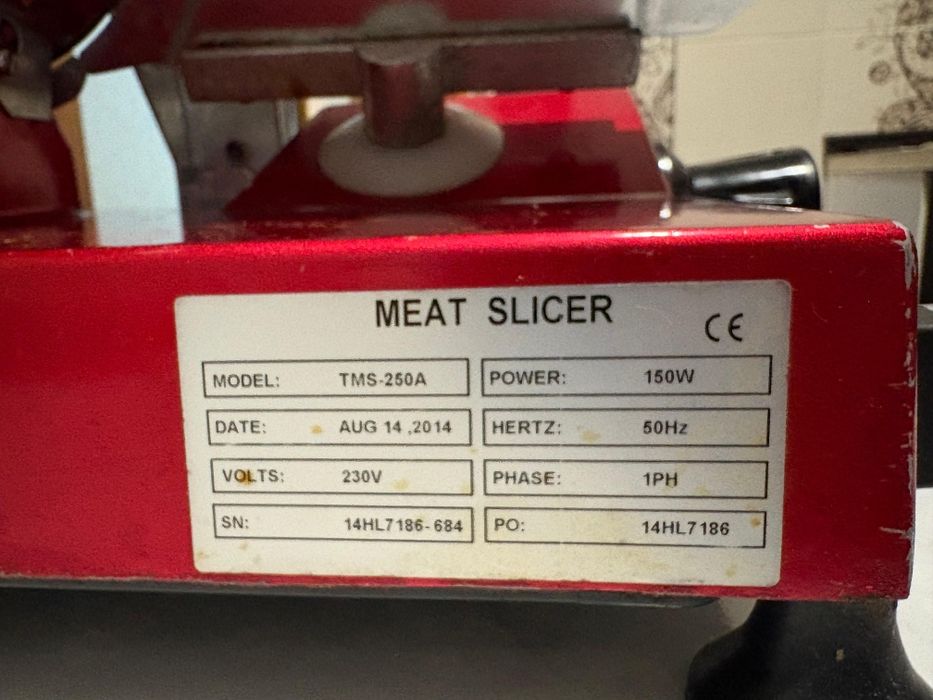 MEAT SLICER
CE
MODEL: TMS-250A POWER: 150W
DATE: AUG 14 ,2014 HERTZ: 50Hz
VOLTS: 230V PHASE: 1PH
SN: 14HL7186-684 PO: 14HL7186